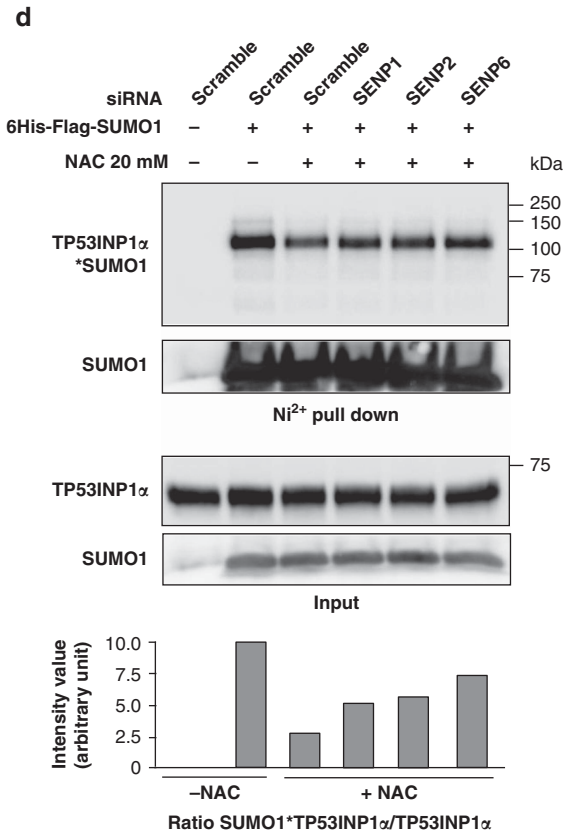 d
siRNA Scramble Scramble Scramble SENP1 SENP2 SENP6
6His-Flag-SUMO1 – + + + + +
NAC 20 mM – – + + + +
kDa
250
150
TP53INP1α
*SUMO1
100
75
SUMO1
Ni2+ pull down
75
TP53INP1α
SUMO1
Input
Intensity value
(arbitrary unit)
10.0
7.5
5.0
2.5
0
–NAC + NAC
Ratio SUMO1*TP53INP1α/TP53INP1α